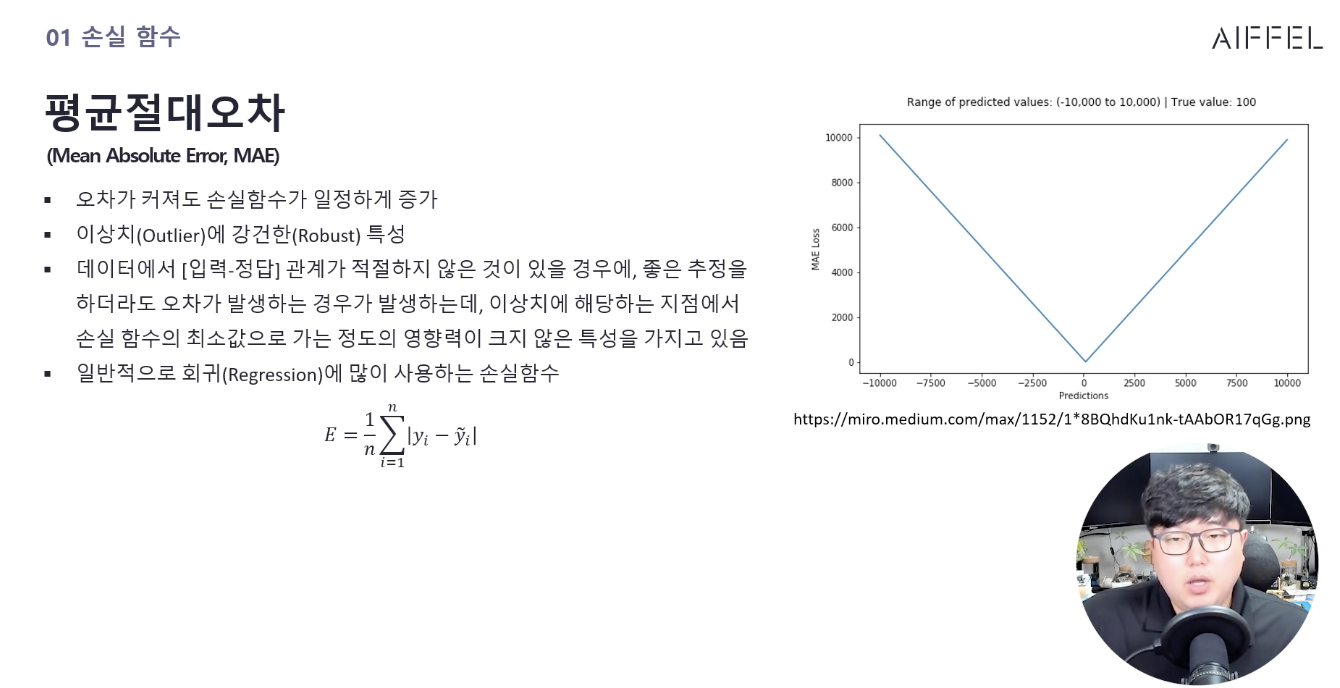 01 손실 함수
AIFFEL
평균절대오차
(Mean Absolute Error, MAE)
▪ 오차가 커져도 손실함수가 일정하게 증가
▪ 이상치(Outlier)에 강건한(Robust) 특성
▪ 데이터에서 [입력-정답] 관계가 적절하지 않은 것이 있을 경우에, 좋은 추정을
하더라도 오차가 발생하는 경우가 발생하는데, 이상치에 해당하는 지점에서
손실 함수의 최소값으로 가는 정도의 영향력이 크지 않은 특성을 가지고 있음
▪ 일반적으로 회귀(Regression)에 많이 사용하는 손실함수
E = \frac{1}{n}\sum_{i=1}^{n}|y_i − ỹ_i|
Range of predicted values: (-10,000 to 10,000) | True value: 100
10000
8000
6000
4000
2000
0
MAE Loss
−10000 −7500 −5000 −2500 0 2500 5000 7500 10000
Predictions
https://miro.medium.com/max/1152/1*8BQhdKu1nk-tAAbOR17qGg.png